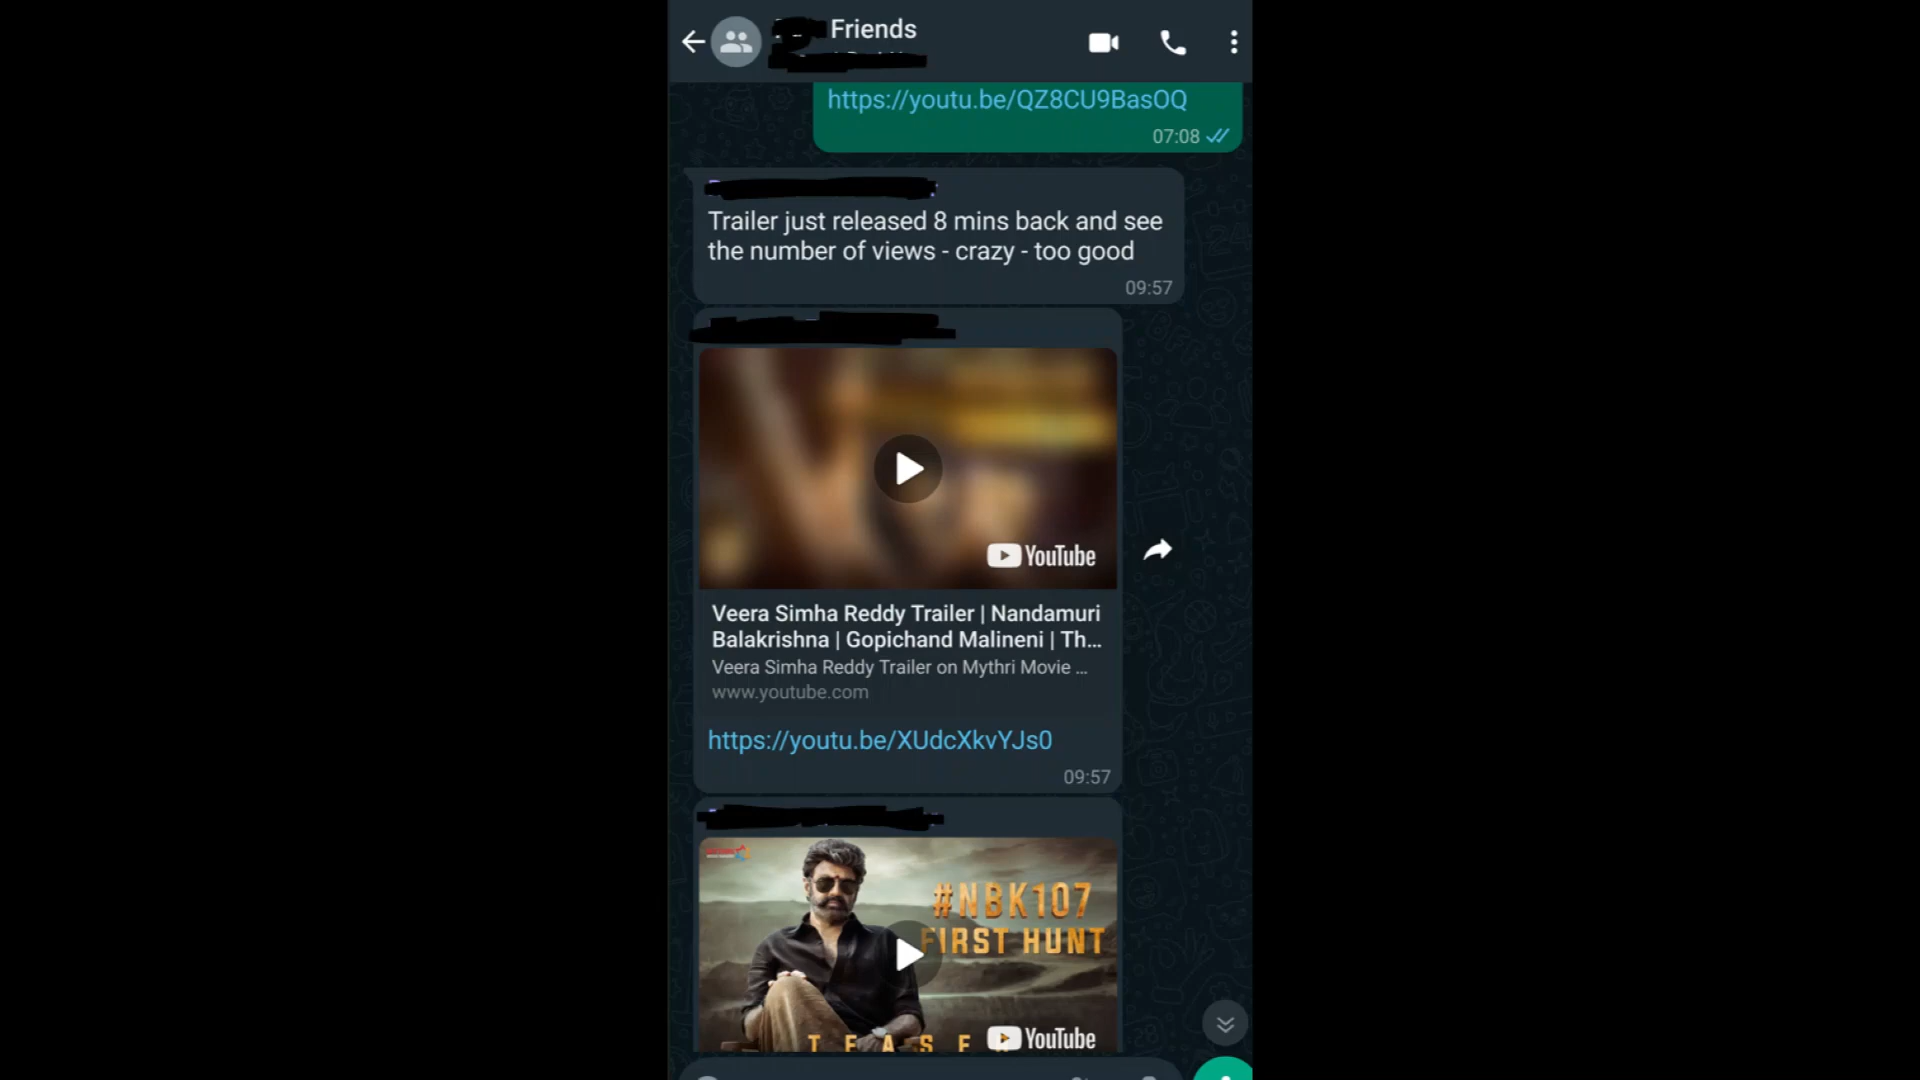 Friends
https://youtu.be/QZ8CU9BasOQ
07:08
Trailer just released 8 mins back and see
the number of views - crazy - too good
09:57
YouTube
Veera Simha Reddy Trailer | Nandamuri
Balakrishna | Gopichand Malineni | Th...
Veera Simha Reddy Trailer on Mythri Movie ...
www.youtube.com
https://youtu.be/XUdcXkvYJs0
09:57
#NBK107
FIRST HUNT
YouTube